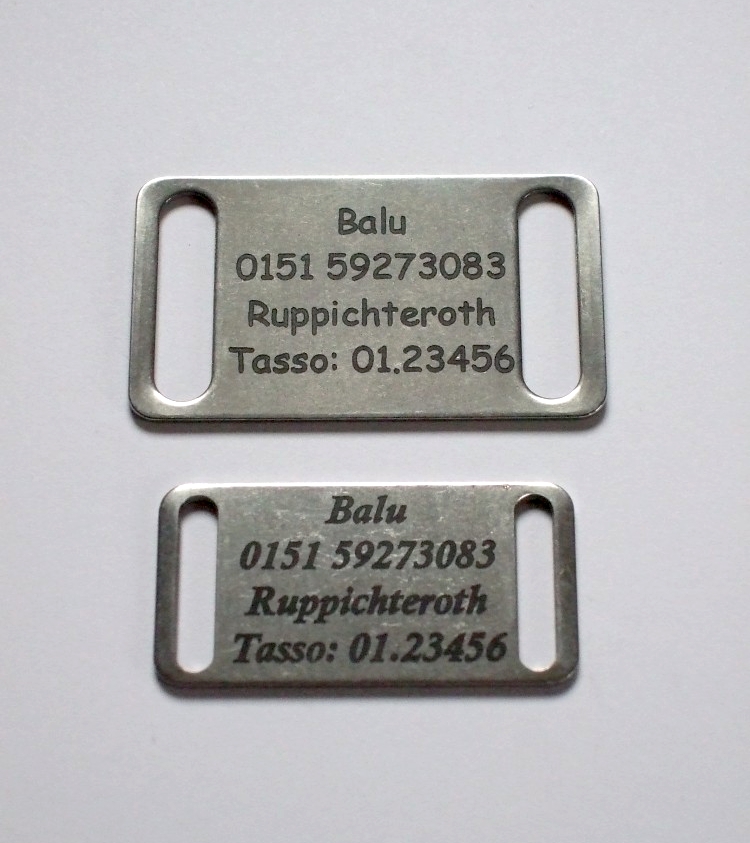 Balu
0151 59273083
Ruppichteroth
Tasso: 01.23456
Balu
0151 59273083
Ruppichteroth
Tasso: 01.23456